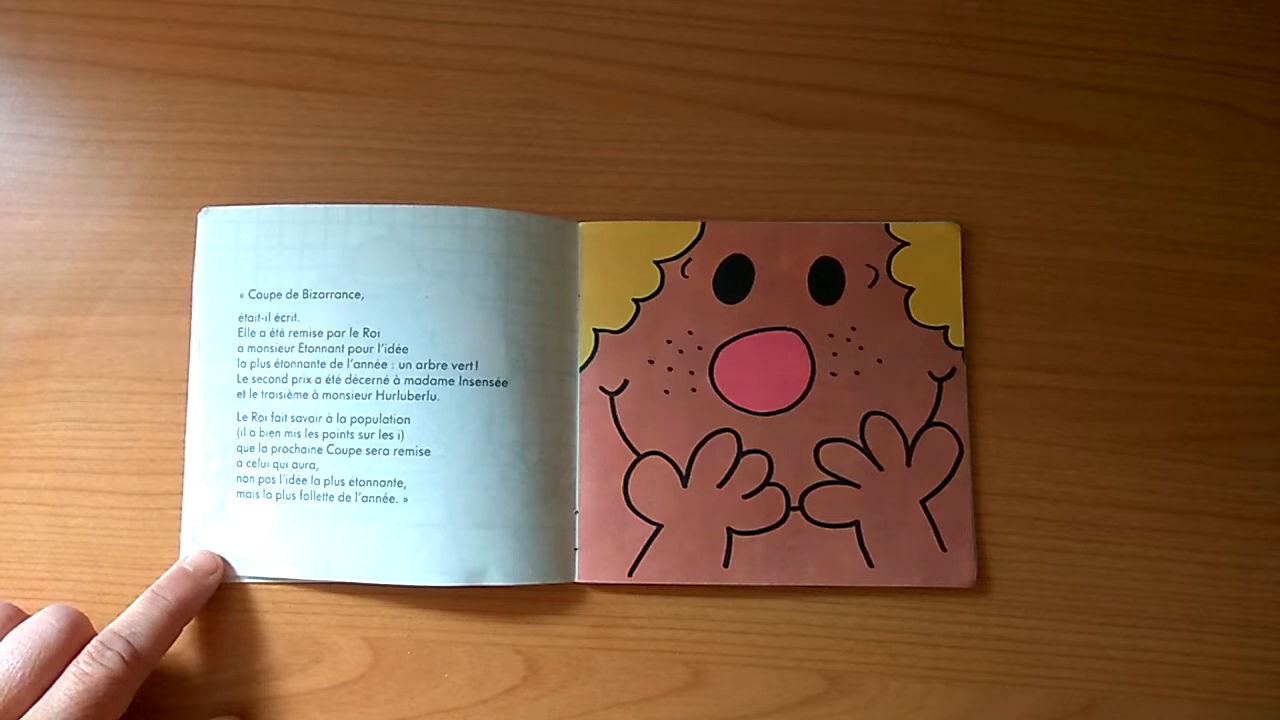 « Coupe de Bizarrance,
était-il écrit.
Elle a été remise par le Roi
à monsieur Etonnant pour l'idée
la plus étonnante de l'année : un arbre vert!
Le second prix a été décerné à madame Insensée
et le troisième à monsieur Hurluberlu.
Le Roi fait savoir à la population
(il a bien mis les points sur les i)
que la prochaine Coupe sera remise
à celui qui aura,
non pas l'idée la plus étonnante,
mais la plus follette de l'année. »